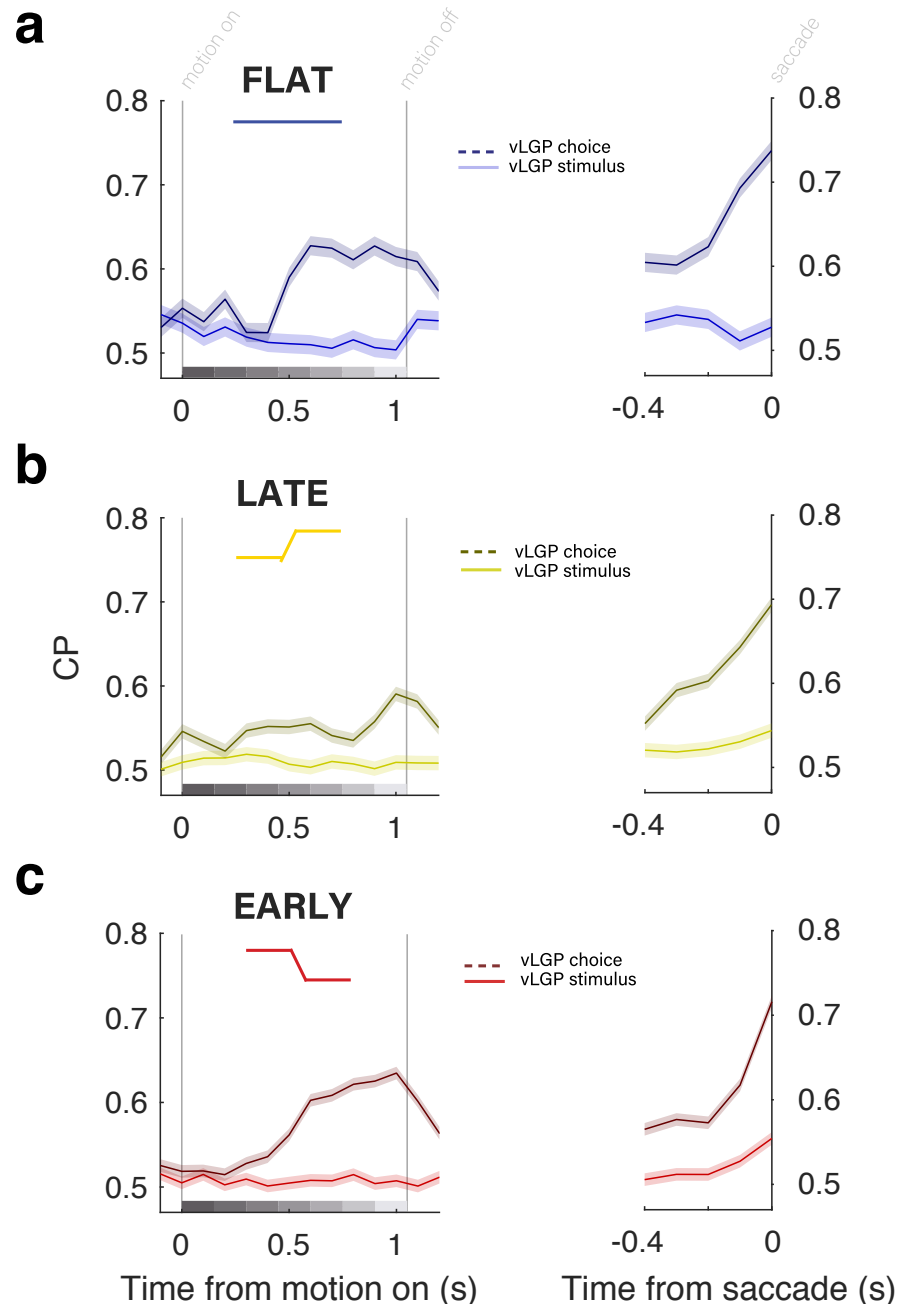 a
motion on
motion off
saccade
FLAT
0.8
0.7
0.6
0.5
0
0.5
1
vLGP choice
vLGP stimulus
0.8
0.7
0.6
0.5
-0.4
0
b
LATE
0.8
0.7
0.6
0.5
CP
0
0.5
1
vLGP choice
vLGP stimulus
0.8
0.7
0.6
0.5
-0.4
0
c
EARLY
0.8
0.7
0.6
0.5
0
0.5
1
Time from motion on (s)
vLGP choice
vLGP stimulus
0.8
0.7
0.6
0.5
-0.4
0
Time from saccade (s)